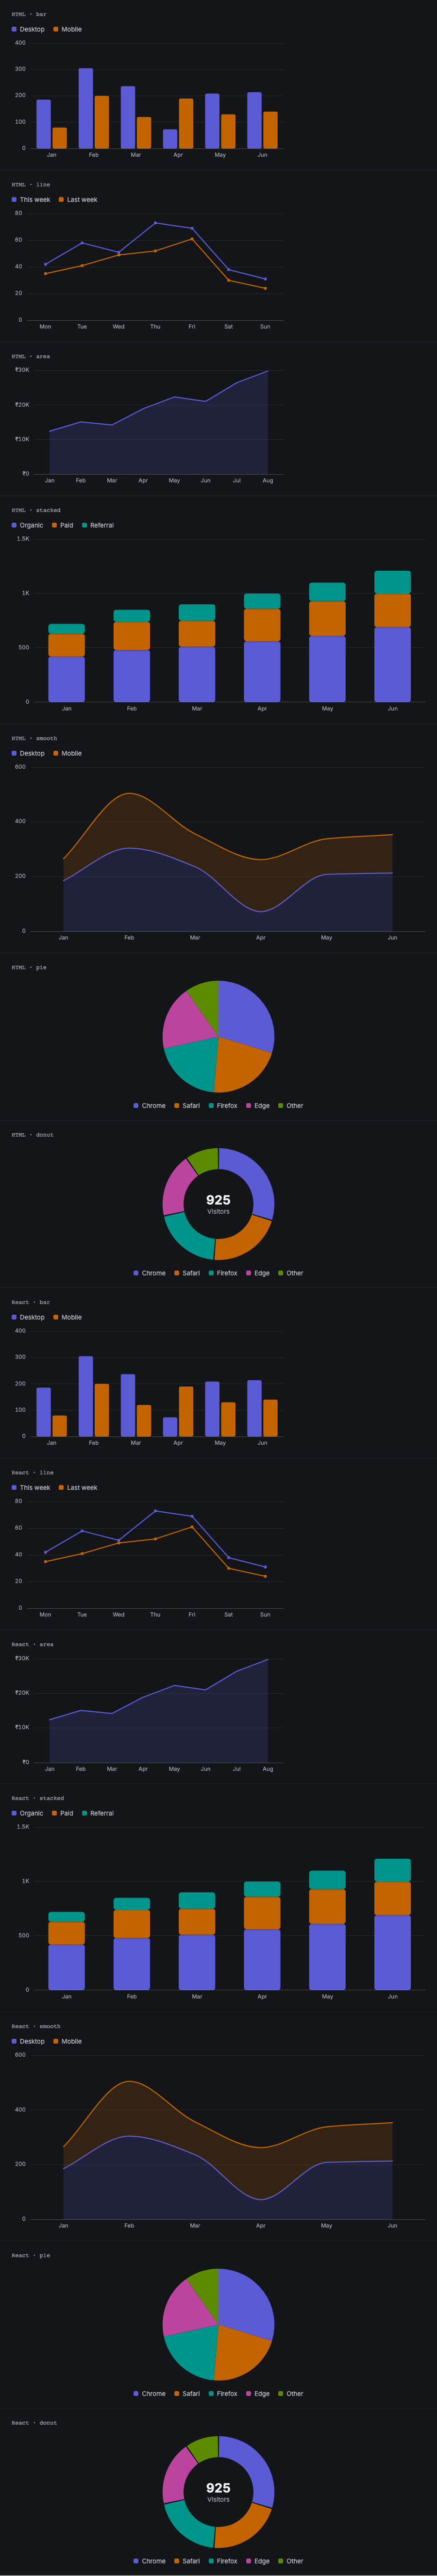 HTML · bar
Desktop Mobile
400
300
200
100
0
Jan Feb Mar Apr May Jun
HTML · line
This week Last week
80
60
40
20
0
Mon Tue Wed Thu Fri Sat Sun
HTML · area
₹30K
₹20K
₹10K
₹0
Jan Feb Mar Apr May Jun Jul Aug
HTML · stacked
Organic Paid Referral
1.5K
1K
500
0
Jan Feb Mar Apr May Jun
HTML · smooth
Desktop Mobile
600
400
200
0
Jan Feb Mar Apr May Jun
HTML · pie
Chrome Safari Firefox Edge Other
HTML · donut
925
Visitors
Chrome Safari Firefox Edge Other
React · bar
Desktop Mobile
400
300
200
100
0
Jan Feb Mar Apr May Jun
React · line
This week Last week
80
60
40
20
0
Mon Tue Wed Thu Fri Sat Sun
React · area
₹30K
₹20K
₹10K
₹0
Jan Feb Mar Apr May Jun Jul Aug
React · stacked
Organic Paid Referral
1.5K
1K
500
0
Jan Feb Mar Apr May Jun
React · smooth
Desktop Mobile
600
400
200
0
Jan Feb Mar Apr May Jun
React · pie
Chrome Safari Firefox Edge Other
React · donut
925
Visitors
Chrome Safari Firefox Edge Other